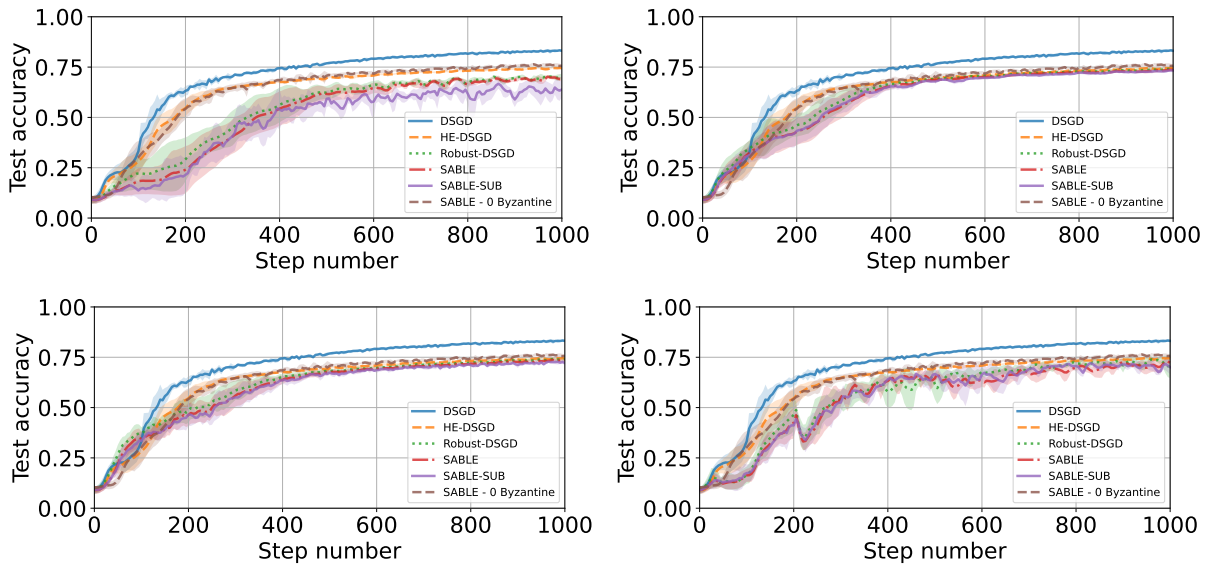 1.00
0.75
0.50
0.25
0.00
Test accuracy
DSGD
HE-DSGD
Robust-DSGD
SABLE
SABLE-SUB
SABLE - 0 Byzantine
0 200 400 600 800 1000
Step number
1.00
0.75
0.50
0.25
0.00
Test accuracy
DSGD
HE-DSGD
Robust-DSGD
SABLE
SABLE-SUB
SABLE - 0 Byzantine
0 200 400 600 800 1000
Step number
1.00
0.75
0.50
0.25
0.00
Test accuracy
DSGD
HE-DSGD
Robust-DSGD
SABLE
SABLE-SUB
SABLE - 0 Byzantine
0 200 400 600 800 1000
Step number
1.00
0.75
0.50
0.25
0.00
Test accuracy
DSGD
HE-DSGD
Robust-DSGD
SABLE
SABLE-SUB
SABLE - 0 Byzantine
0 200 400 600 800 1000
Step number